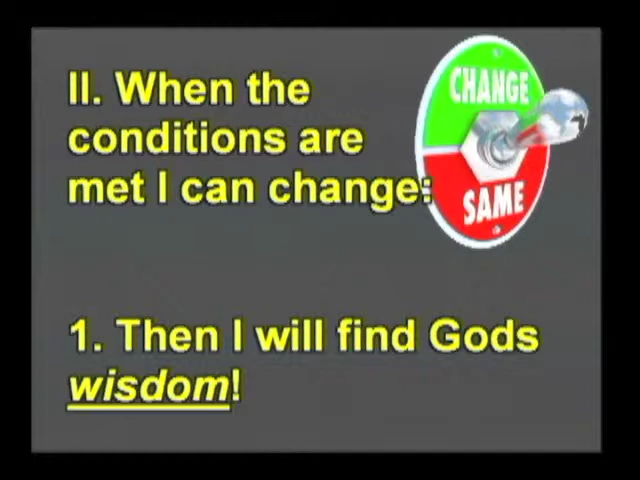 II. When the
conditions are
met I can change:
CHANGE
SAME
1. Then I will find Gods
wisdom!